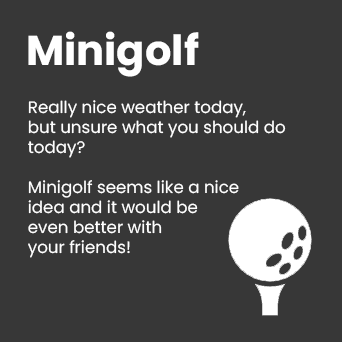 Minigolf
Really nice weather today,
but unsure what you should do
today?
Minigolf seems like a nice
idea and it would be
even better with
your friends!